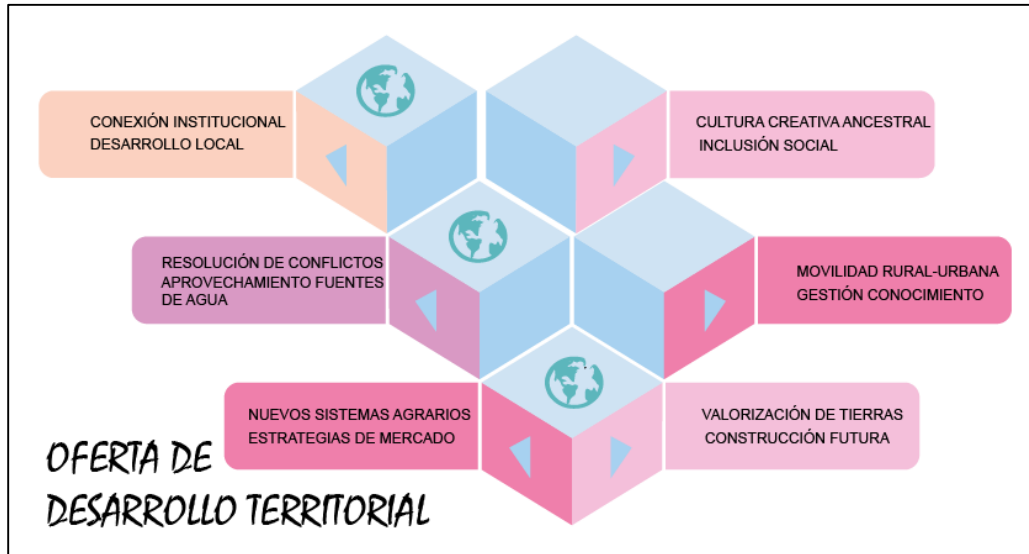 CONEXIÓN INSTITUCIONAL
DESARROLLO LOCAL
CULTURA CREATIVA ANCESTRAL
INCLUSIÓN SOCIAL
RESOLUCIÓN DE CONFLICTOS
APROVECHAMIENTO FUENTES
DE AGUA
MOVILIDAD RURAL-URBANA
GESTIÓN CONOCIMIENTO
NUEVOS SISTEMAS AGRARIOS
ESTRATEGIAS DE MERCADO
VALORIZACIÓN DE TIERRAS
CONSTRUCCIÓN FUTURA
OFERTA DE
DESARROLLO TERRITORIAL